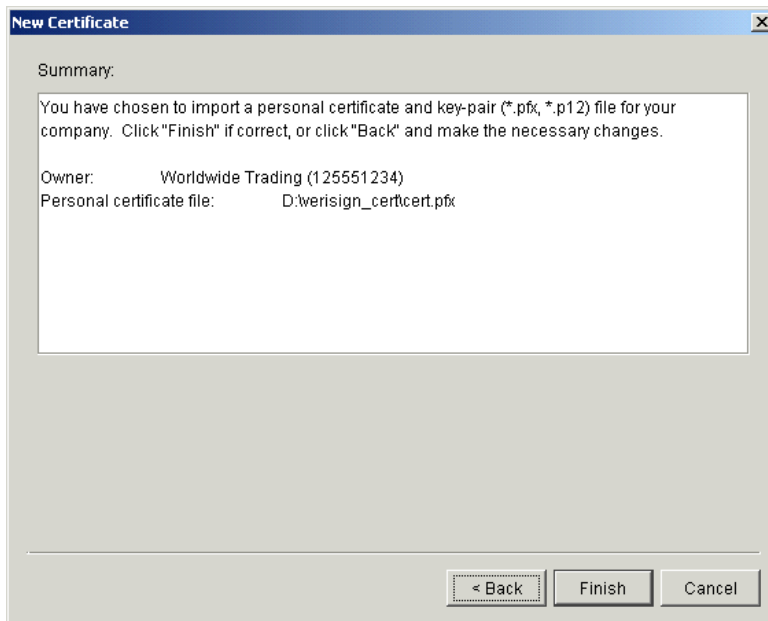 New Certificate
Summary:
You have chosen to import a personal certificate and key-pair (*.pfx, *.p12) file for your
company.  Click "Finish" if correct, or click "Back" and make the necessary changes.
Owner: Worldwide Trading (125551234)
Personal certificate file: D:\verisign_cert\cert.pfx
< Back Finish Cancel